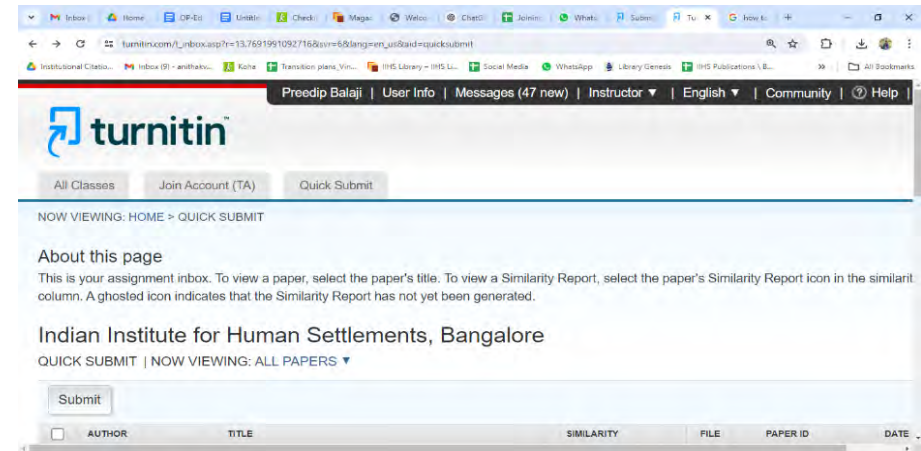 Inbox
Home
OP-Ed
Untitle
Checki
Magaz
Welco
ChatG
Joinin
Whats
Submi
Tu
how to
turnitin.com/t_inbox.asp?r=13.7691991092716&svr=6&lang=en_us&aid=quicksubmit
Institutional Citatio...
Inbox (9) - anithakv...
Koha
Transition plans_Vin...
IIHS Library – IIHS Li...
Social Media
WhatsApp
Library Genesis
IIHS Publications \ B...
All Bookmarks
Preedip Balaji | User Info | Messages (47 new) | Instructor ▼ | English ▼ | Community | ? Help |
turnitin
All Classes
Join Account (TA)
Quick Submit
NOW VIEWING: HOME > QUICK SUBMIT
About this page
This is your assignment inbox. To view a paper, select the paper's title. To view a Similarity Report, select the paper's Similarity Report icon in the similarit
column. A ghosted icon indicates that the Similarity Report has not yet been generated.
Indian Institute for Human Settlements, Bangalore
QUICK SUBMIT | NOW VIEWING: ALL PAPERS ▼
Submit
AUTHOR TITLE SIMILARITY FILE PAPER ID DATE